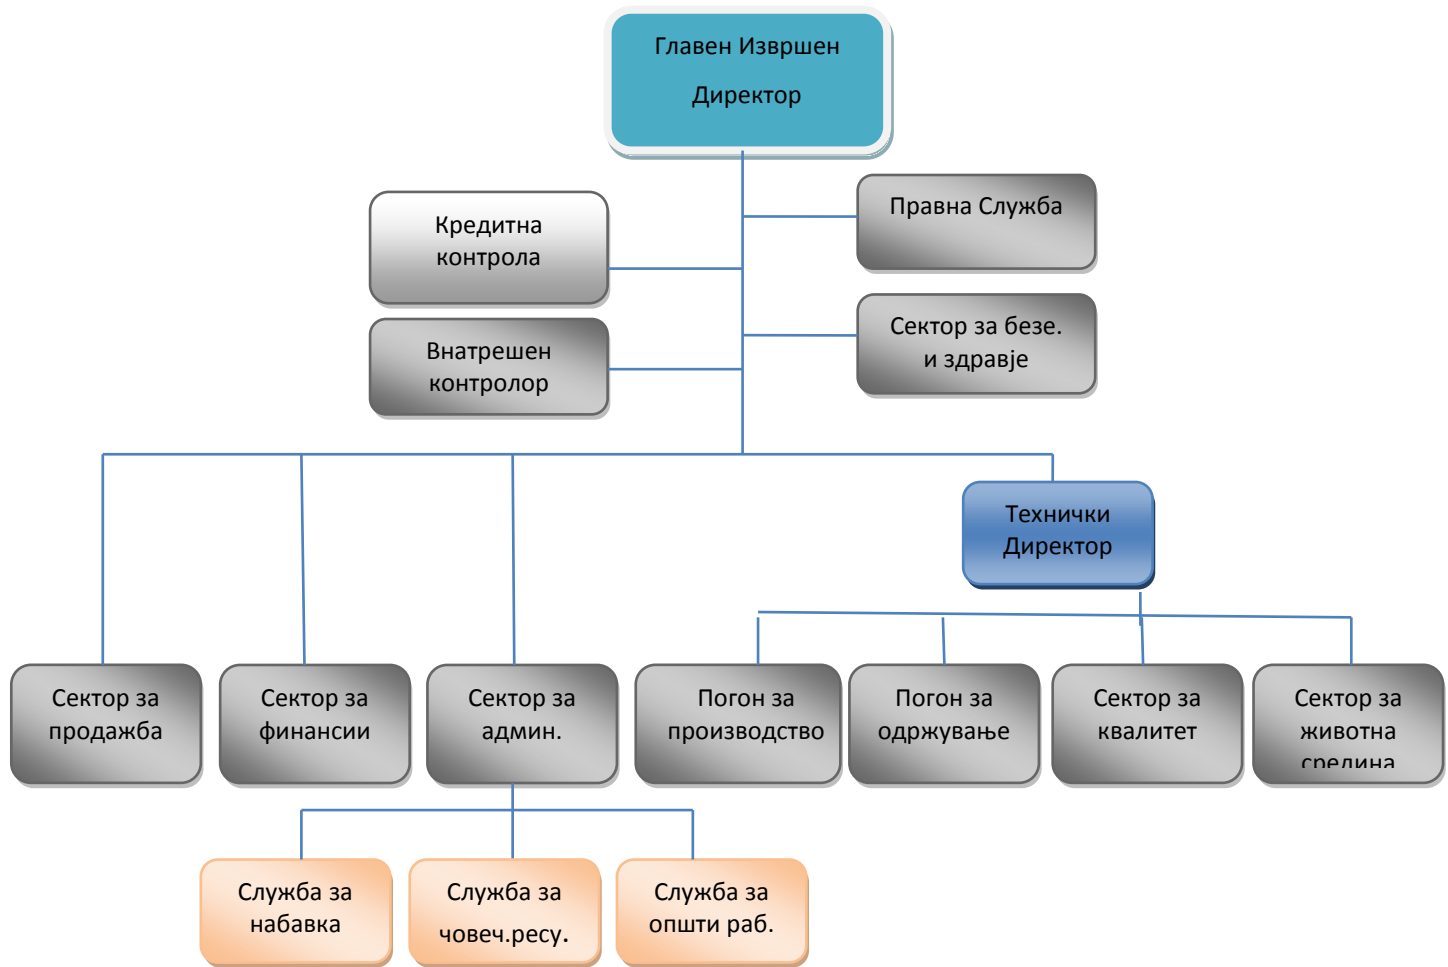 Главен Извршен
Директор
Кредитна
контрола
Правна Служба
Внатрешен
контролор
Сектор за безе.
и здравје
Технички
Директор
Сектор за
продажба
Сектор за
финансии
Сектор за
админ.
Погон за
производство
Погон за
одржување
Сектор за
квалитет
Сектор за
животна
средина
Служба за
набавка
Служба за
човеч.ресу.
Служба за
општи раб.